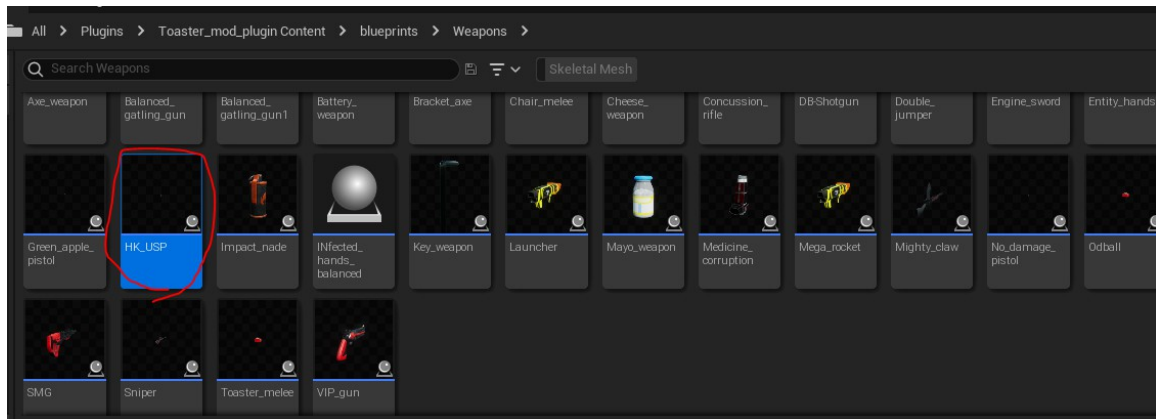 All > Plugins > Toaster_mod_plugin Content > blueprints > Weapons >
Search Weapons
Skeletal Mesh
Axe_weapon
Balanced_
gatling_gun
Balanced_
gatling_gun1
Battery_
weapon
Bracket_axe
Chair_melee
Cheese_
weapon
Concussion_
rifle
DB-Shotgun
Double_
jumper
Engine_sword
Entity_hands
Green_apple_
pistol
HK_USP
Impact_nade
INfected_
hands_
balanced
Key_weapon
Launcher
Mayo_weapon
Medicine_
corruption
Mega_rocket
Mighty_claw
No_damage_
pistol
Odball
SMG
Sniper
Toaster_melee
VIP_gun